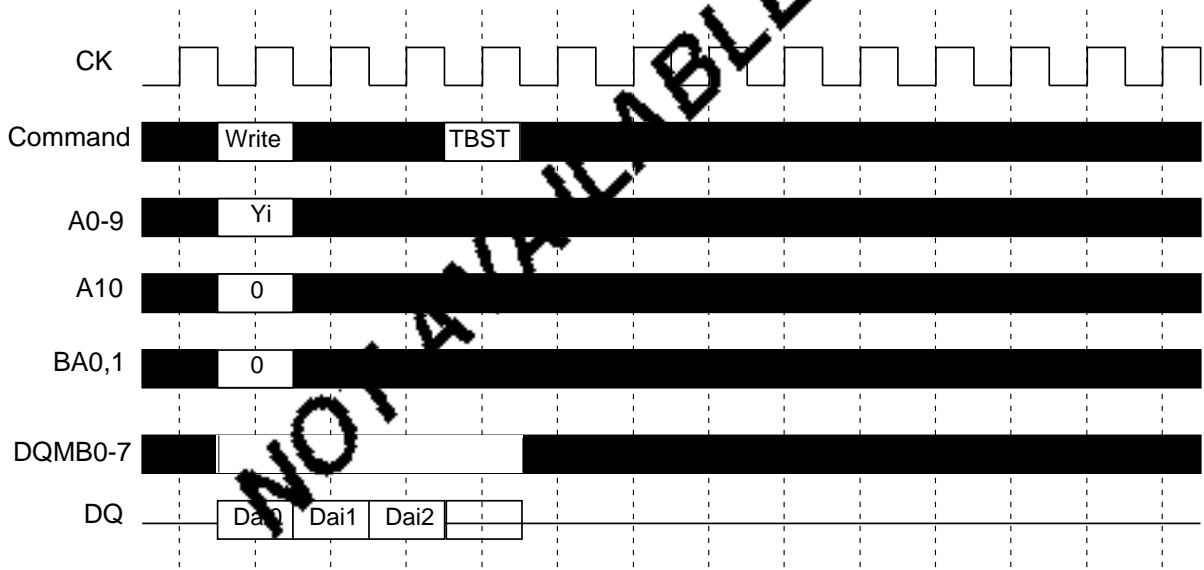 CK
Command Write TBST
A0-9 Yi
A10 0
BA0,1 0
DQMB0-7
DQ Dai0 Dai1 Dai2
NOT AVAILABLE